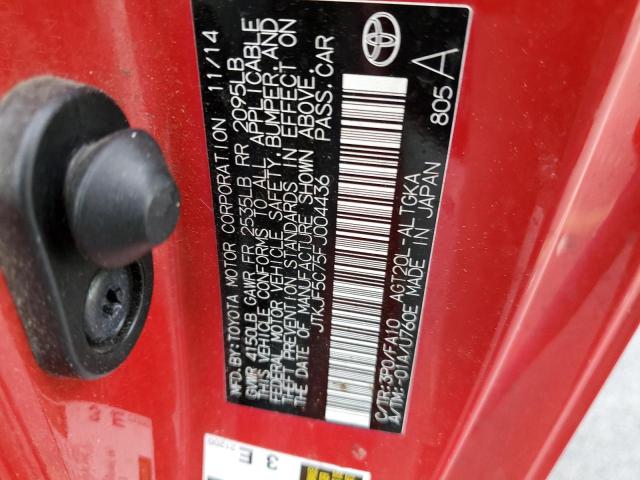 MFD. BY: TOYOTA MOTOR CORPORATION 11/14
GVWR 4150LB GAWR FR 2535LB RR 2095LB
THIS VEHICLE CONFORMS TO ALL APPLICABLE
FEDERAL MOTOR VEHICLE SAFETY, BUMPER, AND
THEFT PREVENTION STANDARDS IN EFFECT ON
THE DATE OF MANUFACTURE SHOWN ABOVE.
JTKJF5C75FJ004436 PASS. CAR
C/TR: 3P0/FA10 AGT20L-ALTGKA
A/TM: -01A/U760E MADE IN JAPAN
805 A
3 E